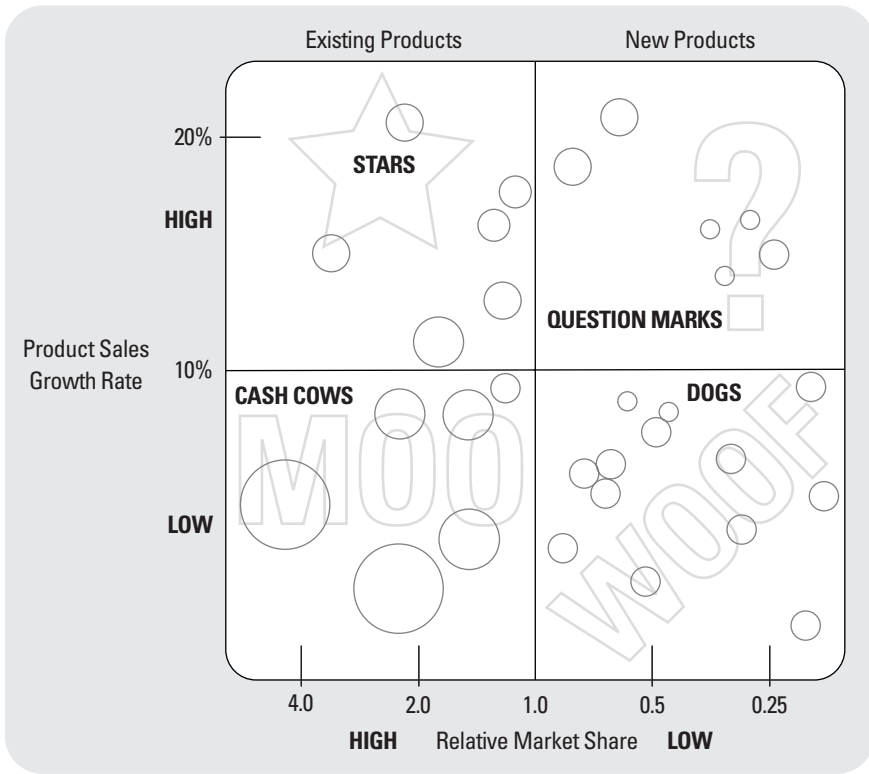 Existing Products
New Products
20%
STARS
?
HIGH
QUESTION MARKS
Product Sales
Growth Rate
10%
CASH COWS
DOGS
MOO
WOOF
LOW
4.0
2.0
1.0
0.5
0.25
HIGH
Relative Market Share
LOW